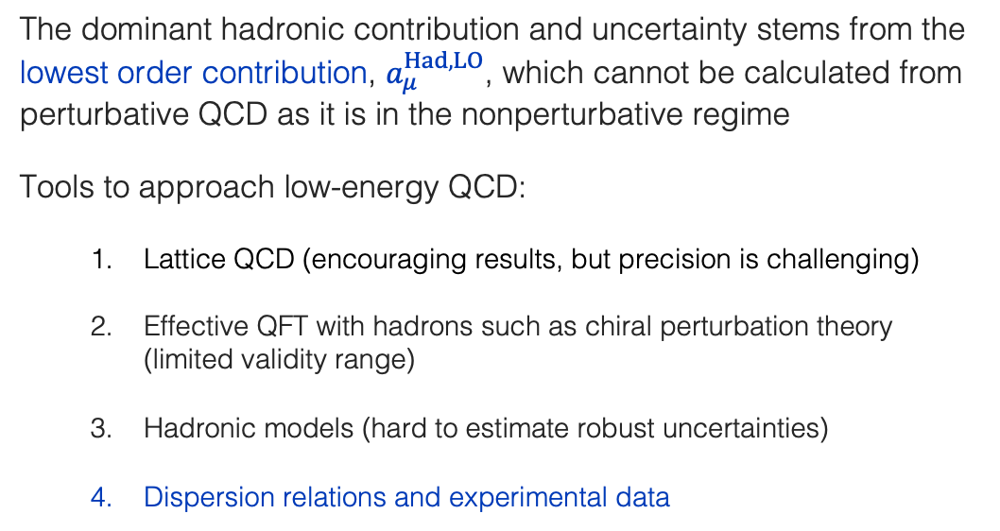 The dominant hadronic contribution and uncertainty stems from the
lowest order contribution, $a_\mu^{\text{Had,LO}}$, which cannot be calculated from
perturbative QCD as it is in the nonperturbative regime
Tools to approach low-energy QCD:
1. Lattice QCD (encouraging results, but precision is challenging)
2. Effective QFT with hadrons such as chiral perturbation theory
(limited validity range)
3. Hadronic models (hard to estimate robust uncertainties)
4. Dispersion relations and experimental data